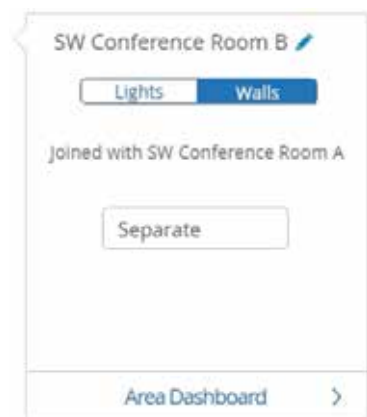 SW Conference Room B
Lights Walls
Joined with SW Conference Room A
Separate
Area Dashboard